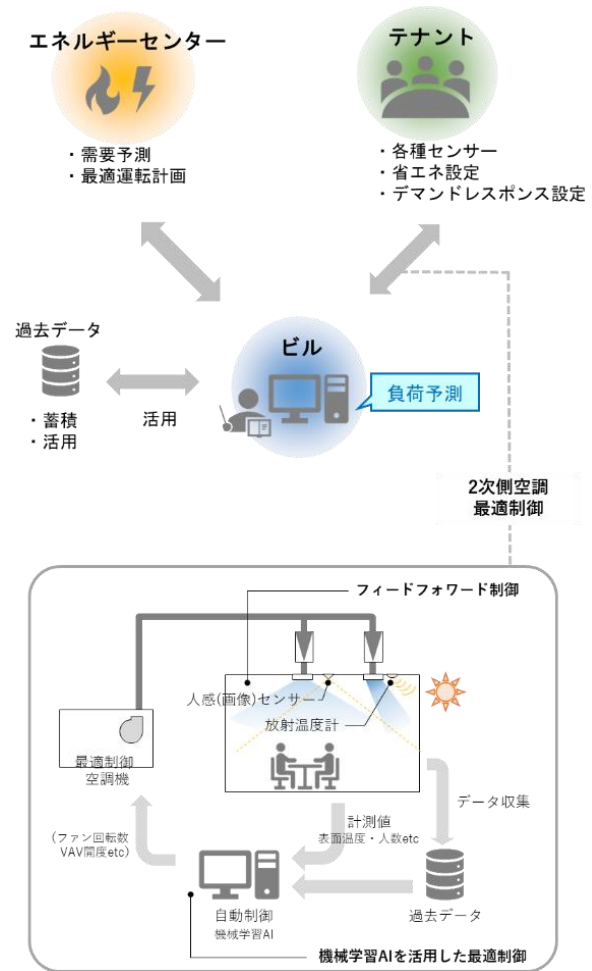 エネルギーセンター
テナント
・需要予測
・最適運転計画
・各種センサー
・省エネ設定
・デマンドレスポンス設定
過去データ
ビル
負荷予測
・蓄積
・活用
活用
2次側空調
最適制御
フィードフォワード制御
人感(画像)センサー
放射温度計
最適制御
空調機
データ収集
計測値
表面温度・人数etc
(ファン回転数
VAV開度etc)
自動制御
機械学習AI
過去データ
機械学習AIを活用した最適制御